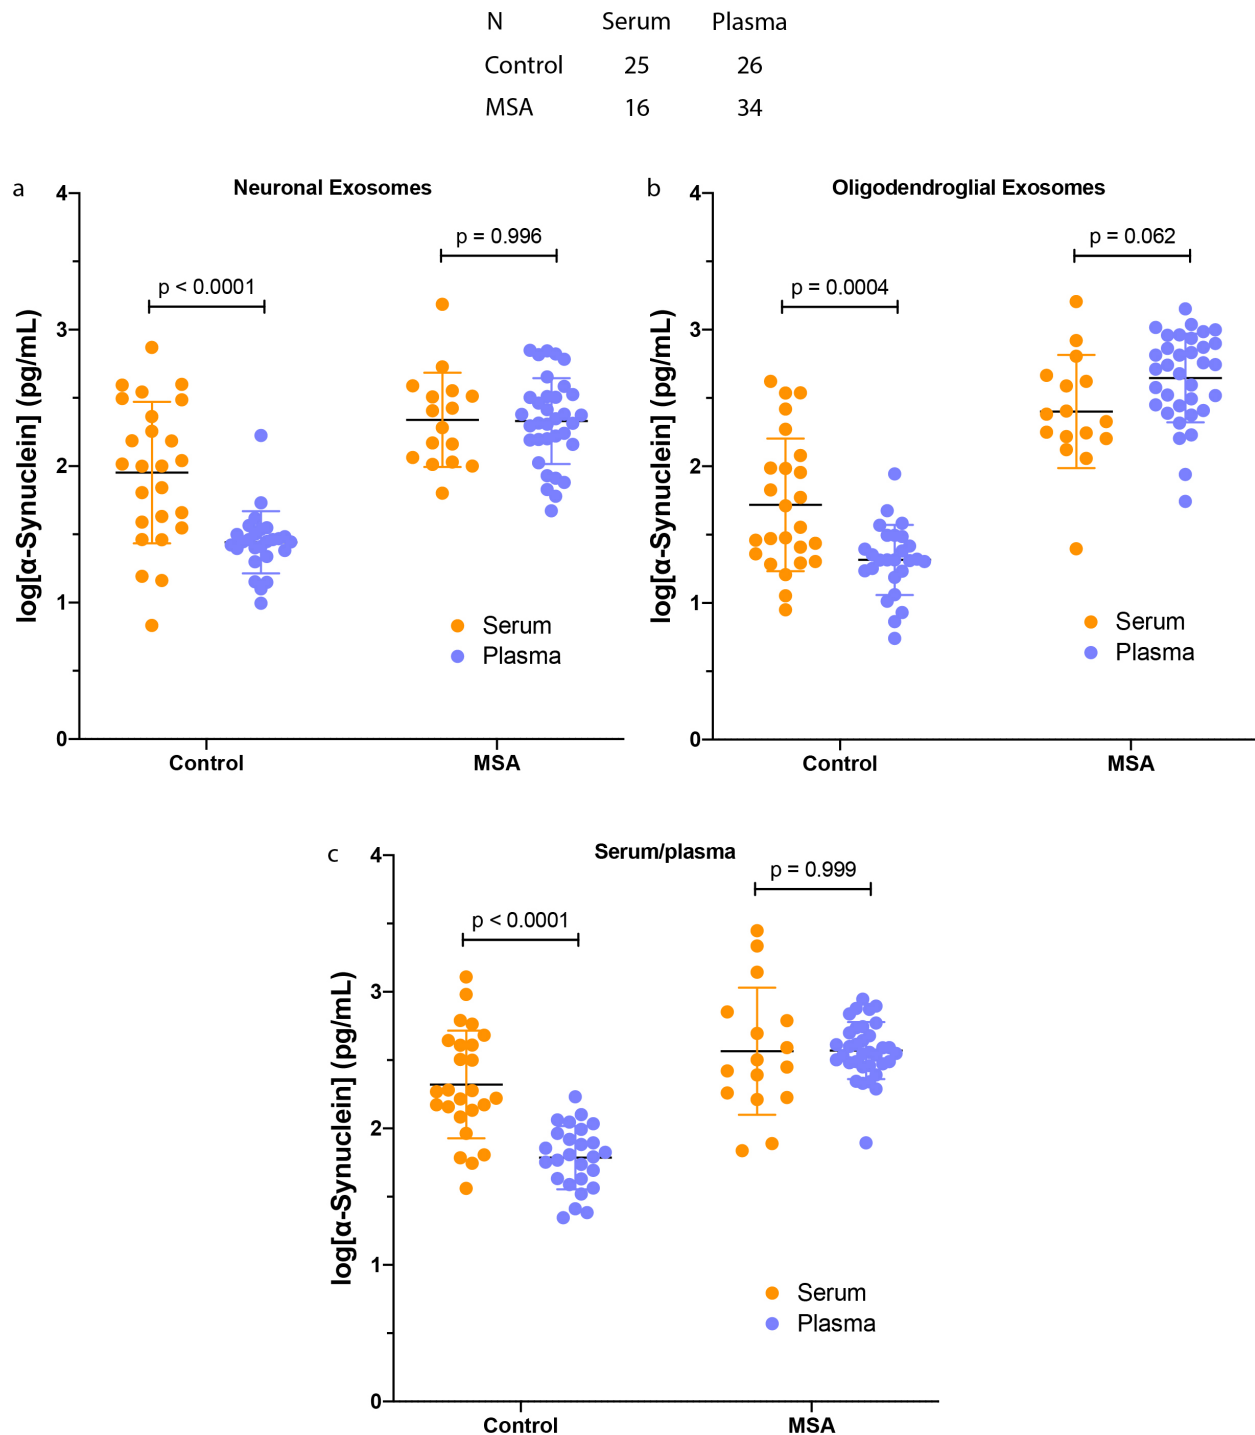 N Serum Plasma
Control 25 26
MSA 16 34
a
Neuronal Exosomes
log[α-Synuclein] (pg/mL)
4
3
2
1
0
p < 0.0001
p = 0.996
Serum
Plasma
Control MSA
b
Oligodendroglial Exosomes
log[α-Synuclein] (pg/mL)
4
3
2
1
0
p = 0.0004
p = 0.062
Serum
Plasma
Control MSA
c
Serum/plasma
log[α-Synuclein] (pg/mL)
4
3
2
1
0
p < 0.0001
p = 0.999
Serum
Plasma
Control MSA